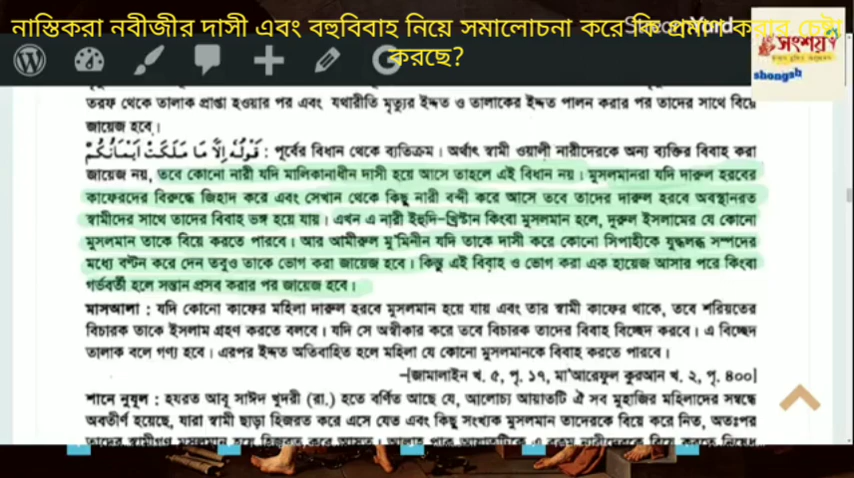 নাস্তিকরা নবীজীর দাসী এবং বহুবিবাহ নিয়ে সমালোচনা করে কি প্রমাণ করার চেষ্টা
করছে?
সংশয়
shongsh
তরফ থেকে তালাক প্রাপ্তা হওয়ার পর এবং যথারীতি মৃত্যুর ইদ্দত ও তালাকের ইদ্দত পালন করার পর তাদের সাথে বিয়ে
জায়েজ হবে।
قَوْلُهُ إِلَّا مَا مَلَكَتْ اَيْمَانُكُمْ : পূর্বের বিধান থেকে ব্যতিক্রম। অর্থাৎ স্বামী ওয়ালী নারীদেরকে অন্য ব্যক্তির বিবাহ করা
জায়েজ নয়, তবে কোনো নারী যদি মালিকানাধীন দাসী হয়ে আসে তাহলে এই বিধান নয়। মুসলমানরা যদি দারুল হরবের
কাফেরদের বিরুদ্ধে জিহাদ করে এবং সেখান থেকে কিছু নারী বন্দী করে আসে তবে তাদের দারুল হরবে অবস্থানরত
স্বামীদের সাথে তাদের বিবাহ ভঙ্গ হয়ে যায়। এখন এ নারী ইহুদি-খ্রিস্টান কিংবা মুসলমান হলে, দুরুল ইসলামের যে কোনো
মুসলমান তাকে বিয়ে করতে পারবে। আর আমীরুল মু'মিনীন যদি তাকে দাসী করে কোনো সিপাহীকে যুদ্ধলব্ধ সম্পদের
মধ্যে বণ্টন করে দেন তবুও তাকে ভোগ করা জায়েজ হবে। কিন্তু এই বিবাহ ও ভোগ করা এক হায়েজ আসার পরে কিংবা
গর্ভবর্তী হলে সন্তান প্রসব করার পর জায়েজ হবে।
মাসআলা : যদি কোনো কাফের মহিলা দারুল হরবে মুসলমান হয়ে যায় এবং তার স্বামী কাফের থাকে, তবে শরিয়তের
বিচারক তাকে ইসলাম গ্রহণ করতে বলবে। যদি সে অস্বীকার করে তবে বিচারক তাদের বিবাহ বিচ্ছেদ করবে। এ বিচ্ছেদ
তালাক বলে গণ্য হবে। এরপর ইদ্দত অতিবাহিত হলে মহিলা যে কোনো মুসলমানকে বিবাহ করতে পারবে।
-[জামালাইন খ. ৫, পৃ. ১৭, মা'আরেফুল কুরআন খ. ২, পৃ. ৪০০]
শানে নুযূল : হযরত আবূ সাঈদ খুদরী (রা.) হতে বর্ণিত আছে যে, আলোচ্য আয়াতটি ঐ সব মুহাজির মহিলাদের সম্বন্ধে
অবতীর্ণ হয়েছে, যারা স্বামী ছাড়া হিজরত করে এসে যেত এবং কিছু সংখ্যক মুসলমান তাদেরকে বিয়ে করে নিত, অতঃপর